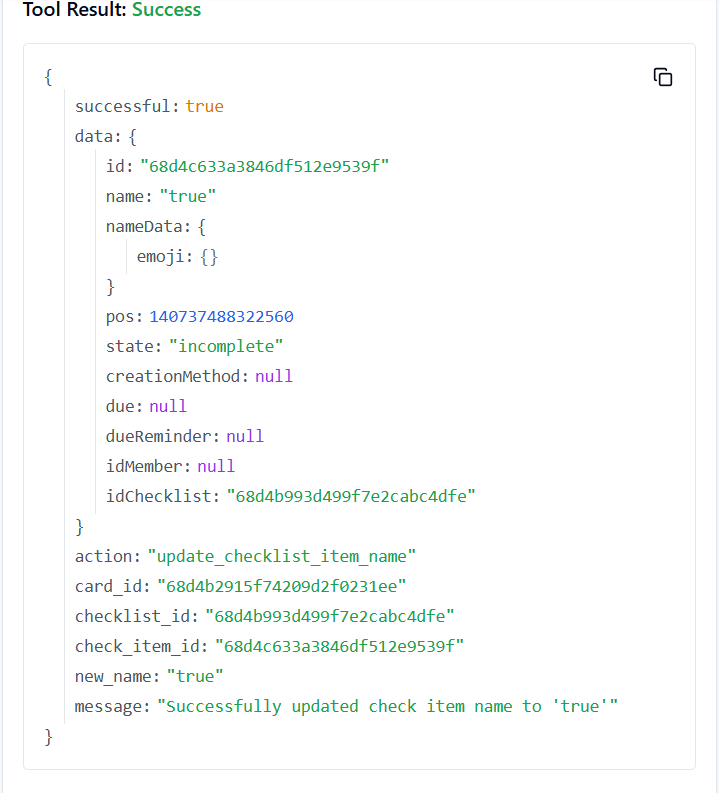 Tool Result: Success
{
successful: true
data: {
id: "68d4c633a3846df512e9539f"
name: "true"
nameData: {
emoji: {}
}
pos: 140737488322560
state: "incomplete"
creationMethod: null
due: null
dueReminder: null
idMember: null
idChecklist: "68d4b993d499f7e2cabc4dfe"
}
action: "update_checklist_item_name"
card_id: "68d4b2915f74209d2f0231ee"
checklist_id: "68d4b993d499f7e2cabc4dfe"
check_item_id: "68d4c633a3846df512e9539f"
new_name: "true"
message: "Successfully updated check item name to 'true'"
}